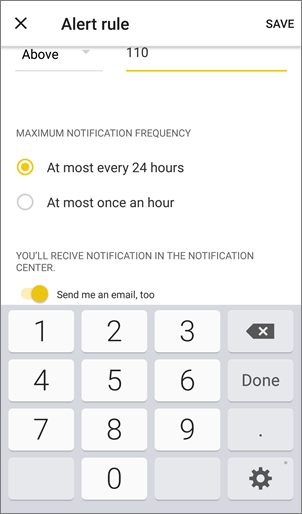 Alert rule
SAVE
Above
110
MAXIMUM NOTIFICATION FREQUENCY
At most every 24 hours
At most once an hour
YOU'LL RECIVE NOTIFICATION IN THE NOTIFICATION
CENTER.
Send me an email, too
1 2 3
4 5 6 Done
7 8 9 .
0